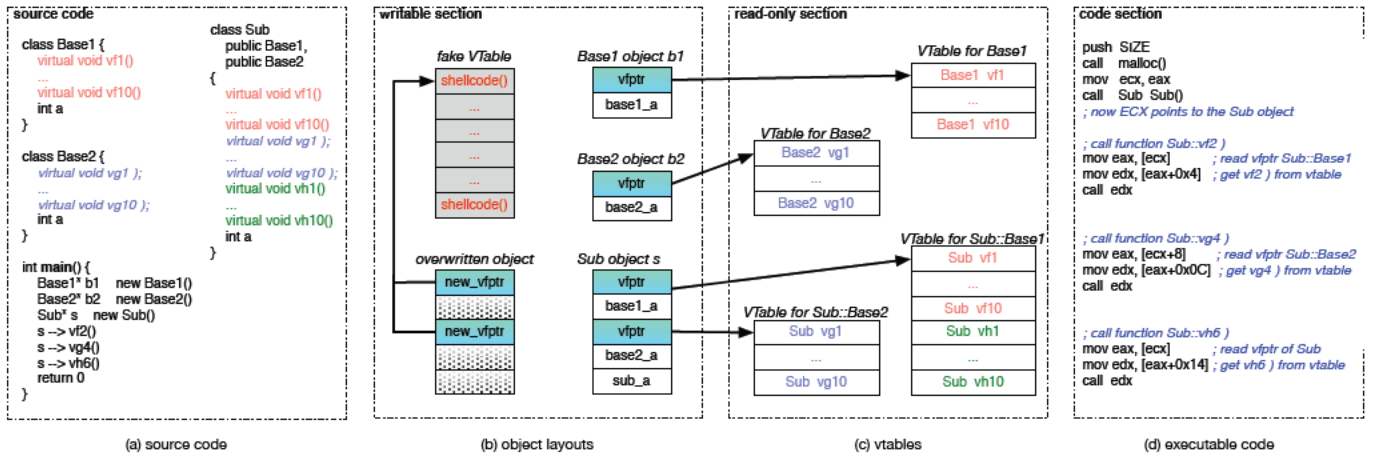 source code
class Base1 {
virtual void vf1()
...
virtual void vf10()
int a
}
class Base2 {
virtual void vg1 );
...
virtual void vg10 );
int a
}
int main() {
Base1* b1 new Base1()
Base2* b2 new Base2()
Sub* s new Sub()
s --> vf2()
s --> vg4()
s --> vh6()
return 0
}
class Sub
public Base1,
public Base2
{
virtual void vf1()
...
virtual void vf10()
virtual void vg1 );
...
virtual void vg10 );
virtual void vh1()
...
virtual void vh10()
int a
}
(a) source code
writable section
fake VTable
shellcode()
...
...
...
...
shellcode()
overwritten object
new_vfptr
new_vfptr
Base1 object b1
vfptr
base1_a
Base2 object b2
vfptr
base2_a
Sub object s
vfptr
base1_a
vfptr
base2_a
sub_a
(b) object layouts
read-only section
VTable for Base1
Base1 vf1
...
Base1 vf10
VTable for Base2
Base2 vg1
...
Base2 vg10
VTable for Sub::Base1
Sub vf1
...
Sub vf10
Sub vh1
...
Sub vh10
VTable for Sub::Base2
Sub vg1
...
Sub vg10
(c) vtables
code section
push SIZE
call malloc()
mov ecx, eax
call Sub Sub()
; now ECX points to the Sub object
; call function Sub::vf2 )
mov eax, [ecx] ; read vfptr Sub::Base1
mov edx, [eax+0x4] ; get vf2 ) from vtable
call edx
; call function Sub::vg4 )
mov eax, [ecx+8] ; read vfptr Sub::Base2
mov edx, [eax+0x0C] ; get vg4 ) from vtable
call edx
; call function Sub::vh6 )
mov eax, [ecx] ; read vfptr of Sub
mov edx, [eax+0x14] ; get vh6 ) from vtable
call edx
(d) executable code